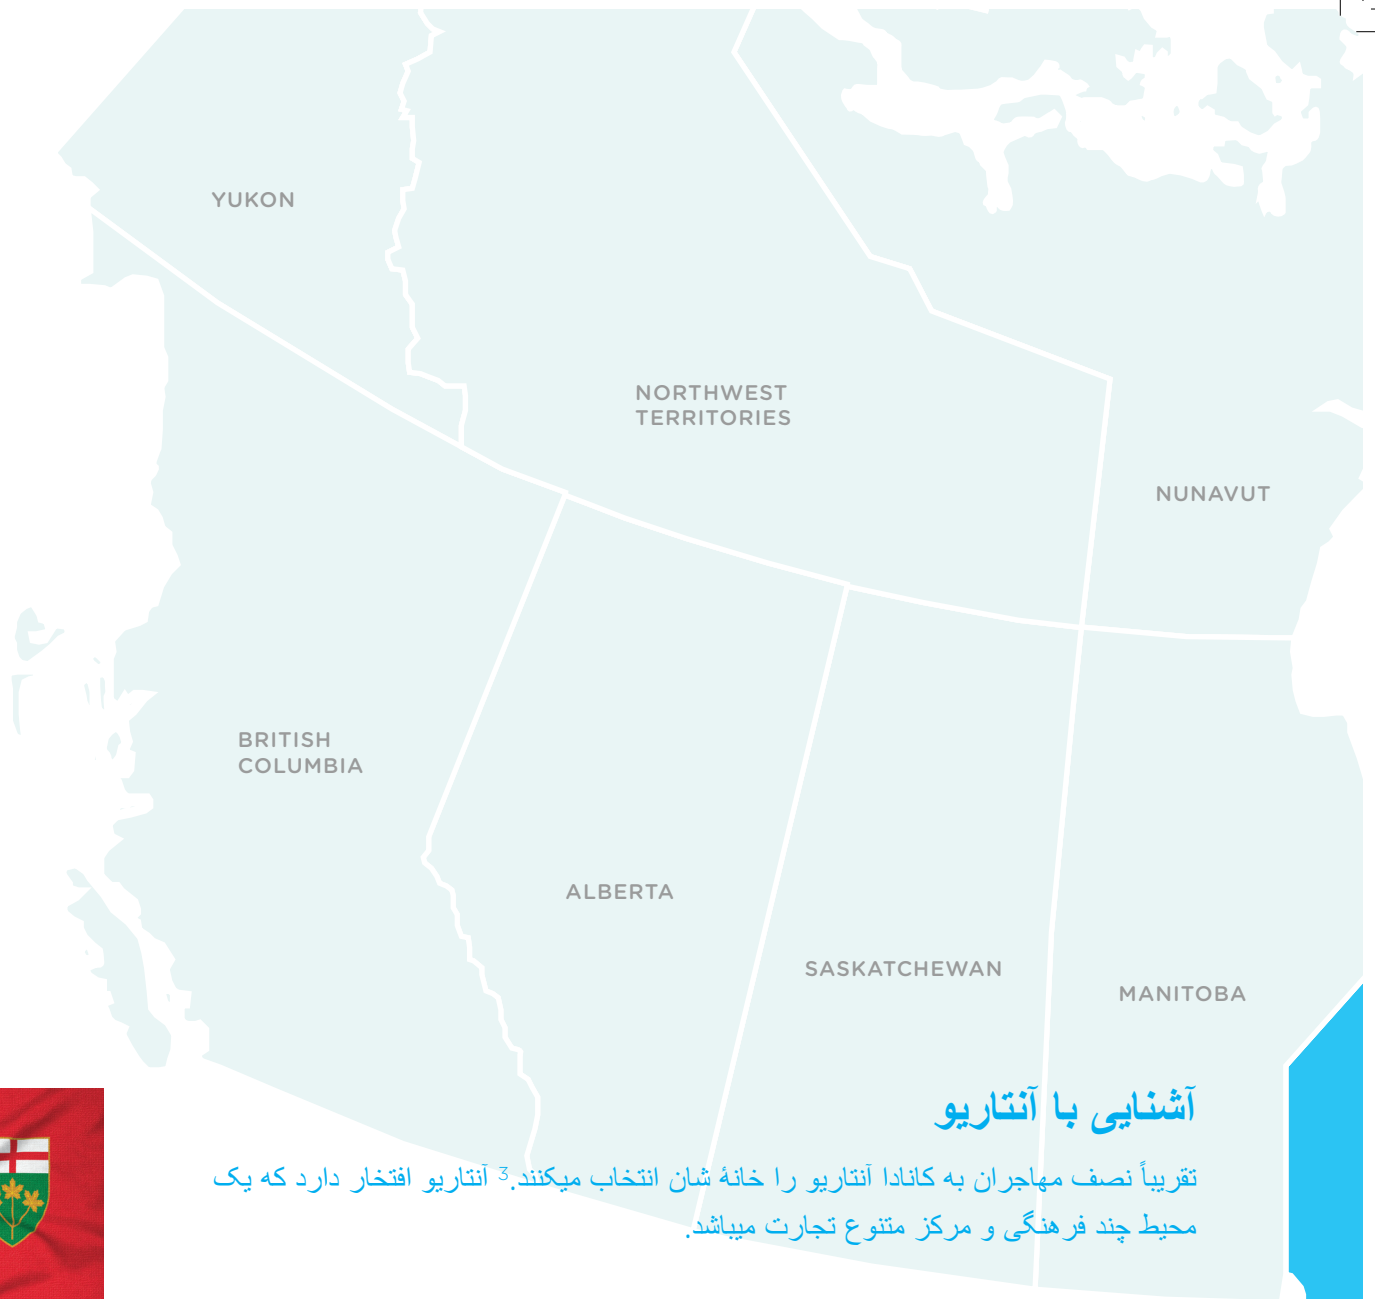 YUKON
NORTHWEST
TERRITORIES
NUNAVUT
BRITISH
COLUMBIA
ALBERTA
SASKATCHEWAN
MANITOBA
آشنایی با آنتاریو
تقریباً نصف مهاجران به کانادا آنتاریو را خانۀ شان انتخاب میکنند.3 آنتاریو افتخار دارد که یک
محیط چند فرهنگی و مرکز متنوع تجارت میباشد.